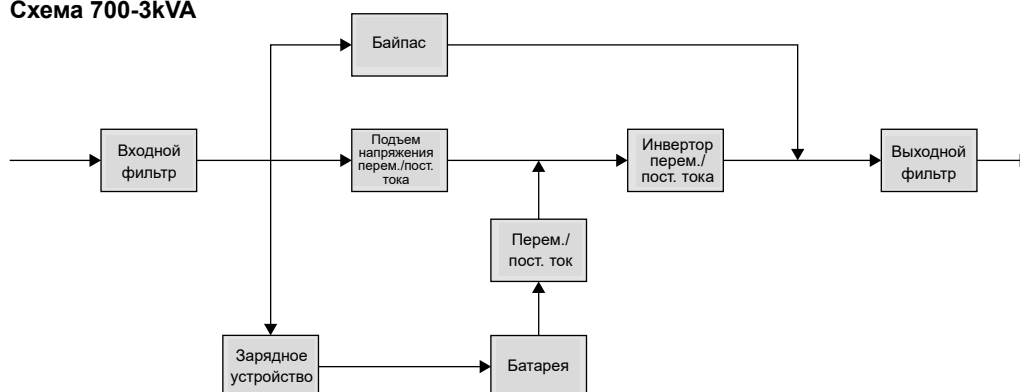 Схема 700-3kVA
Байпас
Входной
фильтр
Подъем
напряжения
перем./пост.
тока
Инвертор
перем./
пост. тока
Выходной
фильтр
Перем./
пост. ток
Зарядное
устройство
Батарея